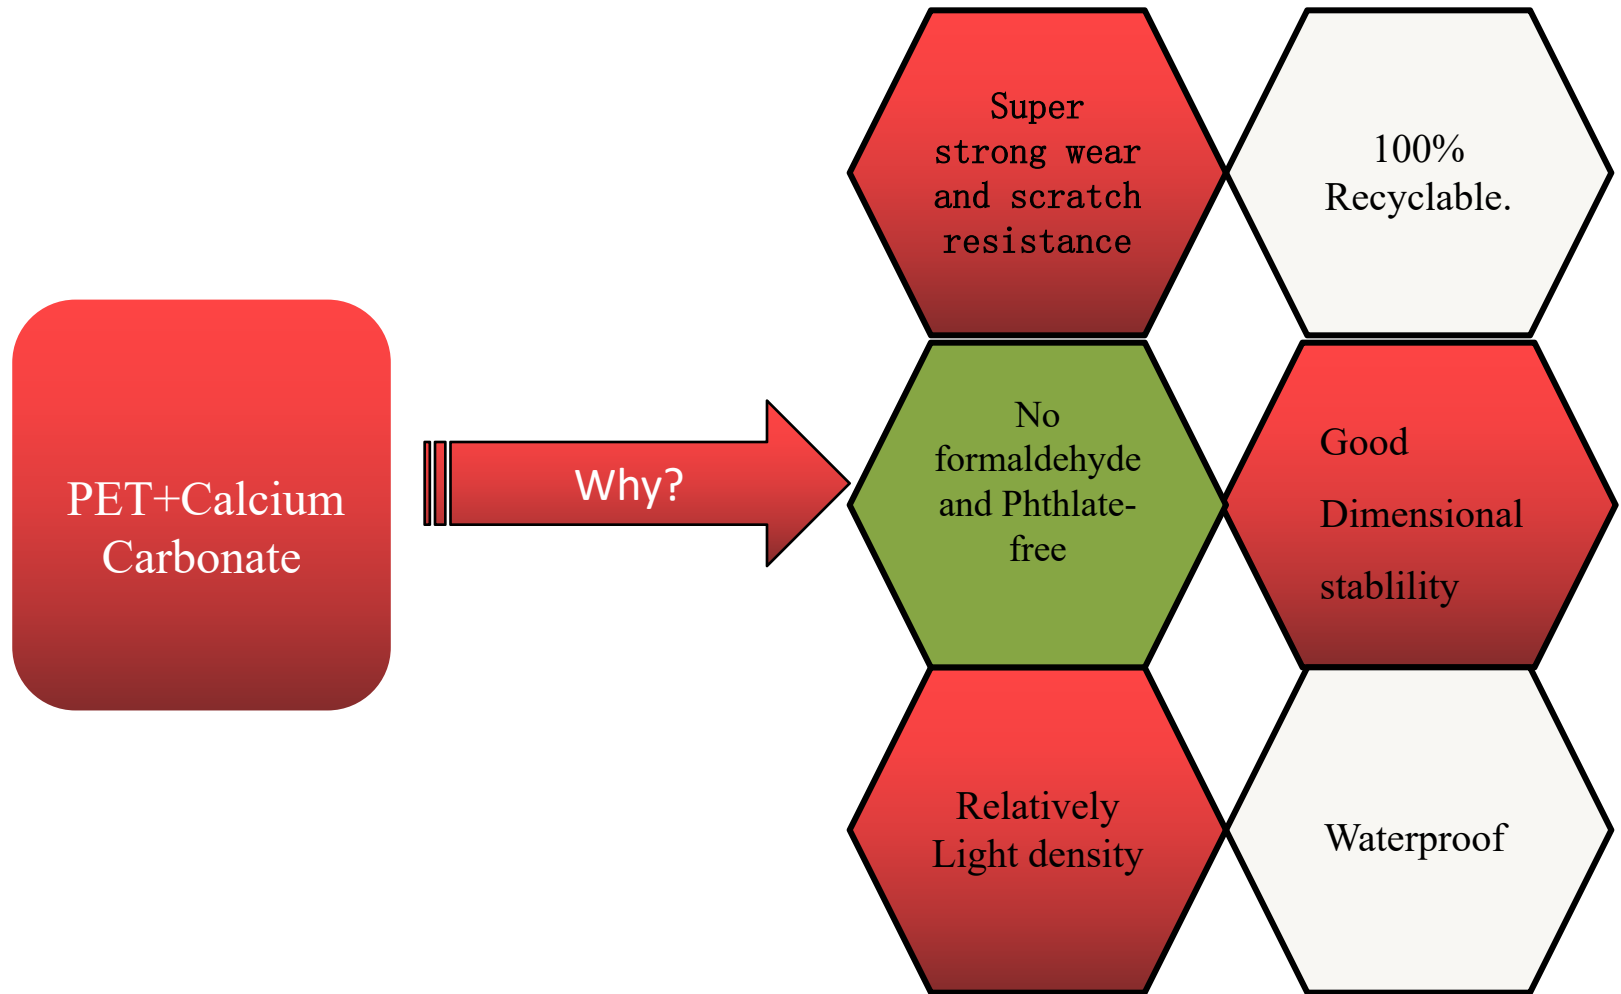 PET+Calcium
Carbonate
Why?
Super
strong wear
and scratch
resistance
100%
Recyclable.
No
formaldehyde
and Phthlate-
free
Good
Dimensional
stablility
Relatively
Light density
Waterproof